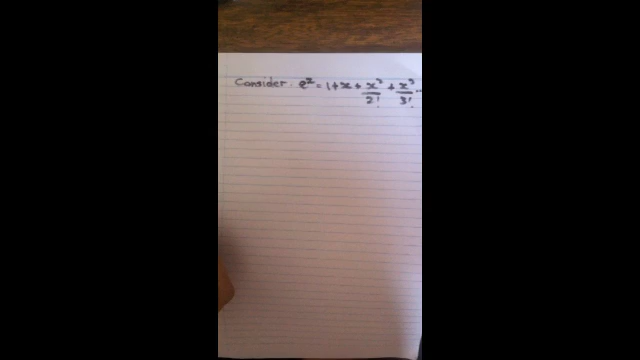 Consider: e^x = 1 + x + x²/2! + x³/3! ...